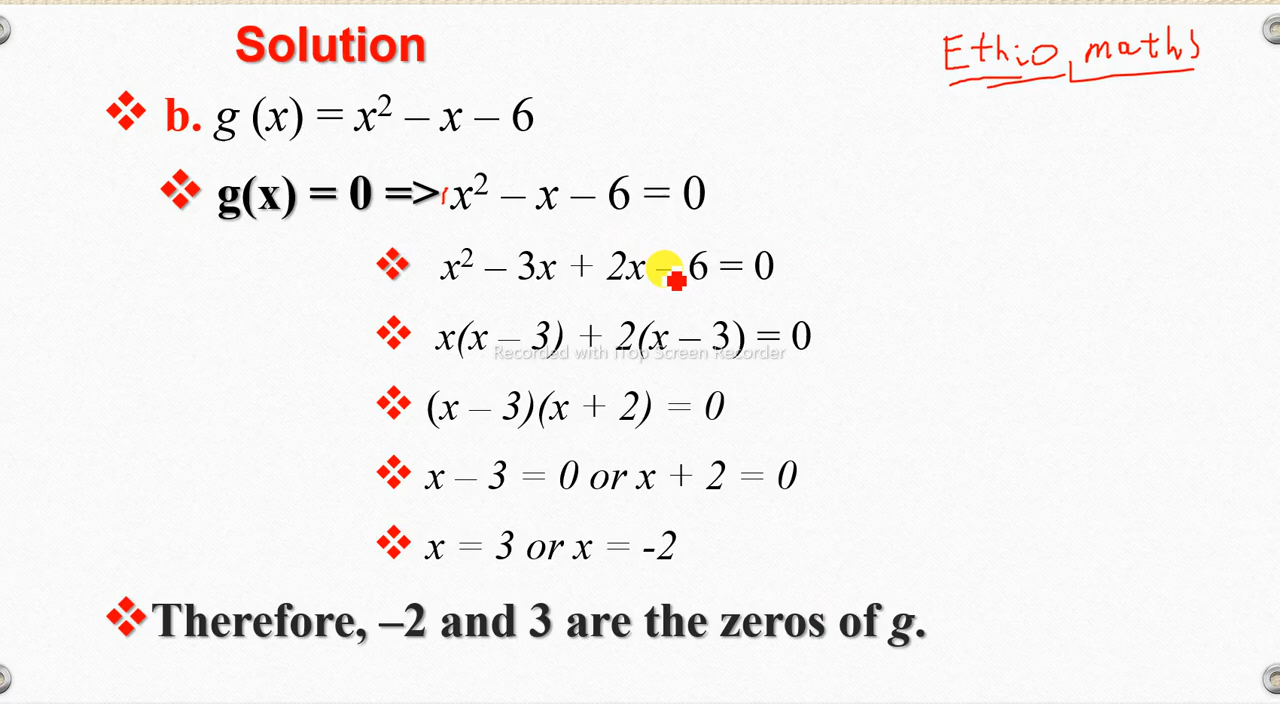 Solution
Ethio maths
❖ b. g (x) = x² – x – 6
❖ g(x) = 0 => x² – x – 6 = 0
❖ x² – 3x + 2x – 6 = 0
❖ x(x – 3) + 2(x – 3) = 0
Recorded with iTop Screen Recorder
❖ (x – 3)(x + 2) = 0
❖ x – 3 = 0 or x + 2 = 0
❖ x = 3 or x = -2
❖ Therefore, –2 and 3 are the zeros of g.